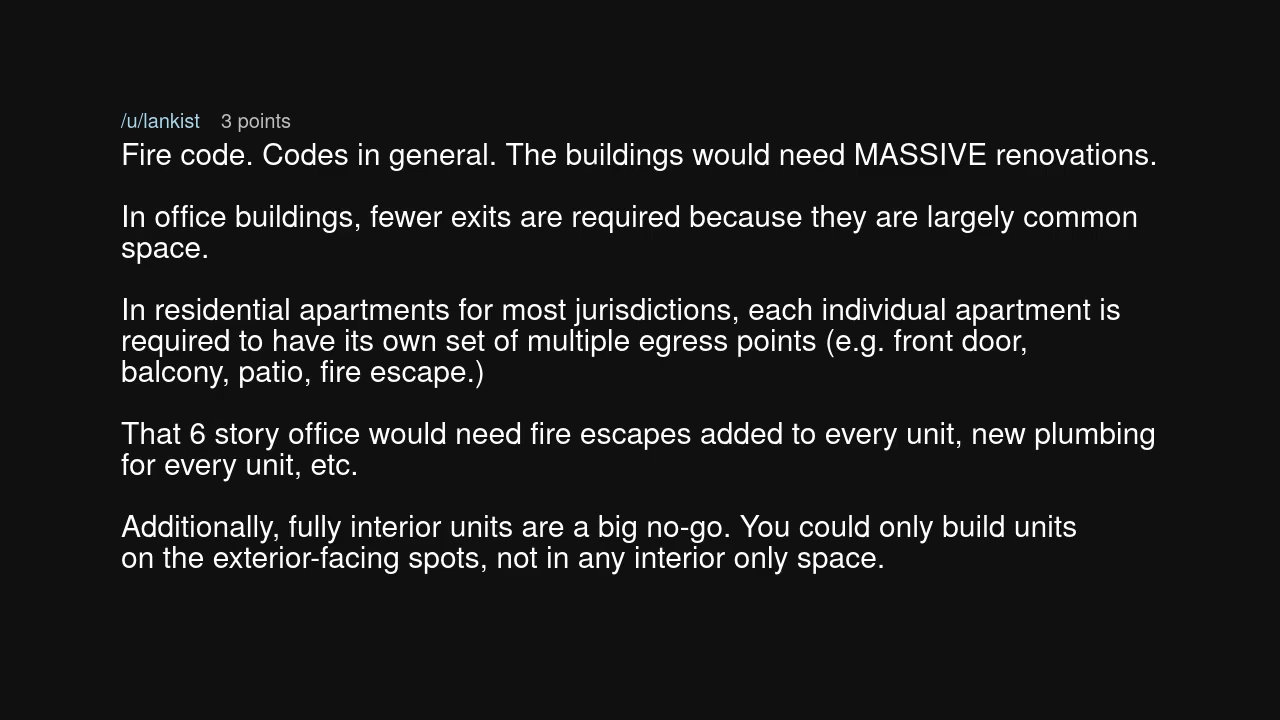 /u/lankist 3 points
Fire code. Codes in general. The buildings would need MASSIVE renovations.
In office buildings, fewer exits are required because they are largely common
space.
In residential apartments for most jurisdictions, each individual apartment is
required to have its own set of multiple egress points (e.g. front door,
balcony, patio, fire escape.)
That 6 story office would need fire escapes added to every unit, new plumbing
for every unit, etc.
Additionally, fully interior units are a big no-go. You could only build units
on the exterior-facing spots, not in any interior only space.